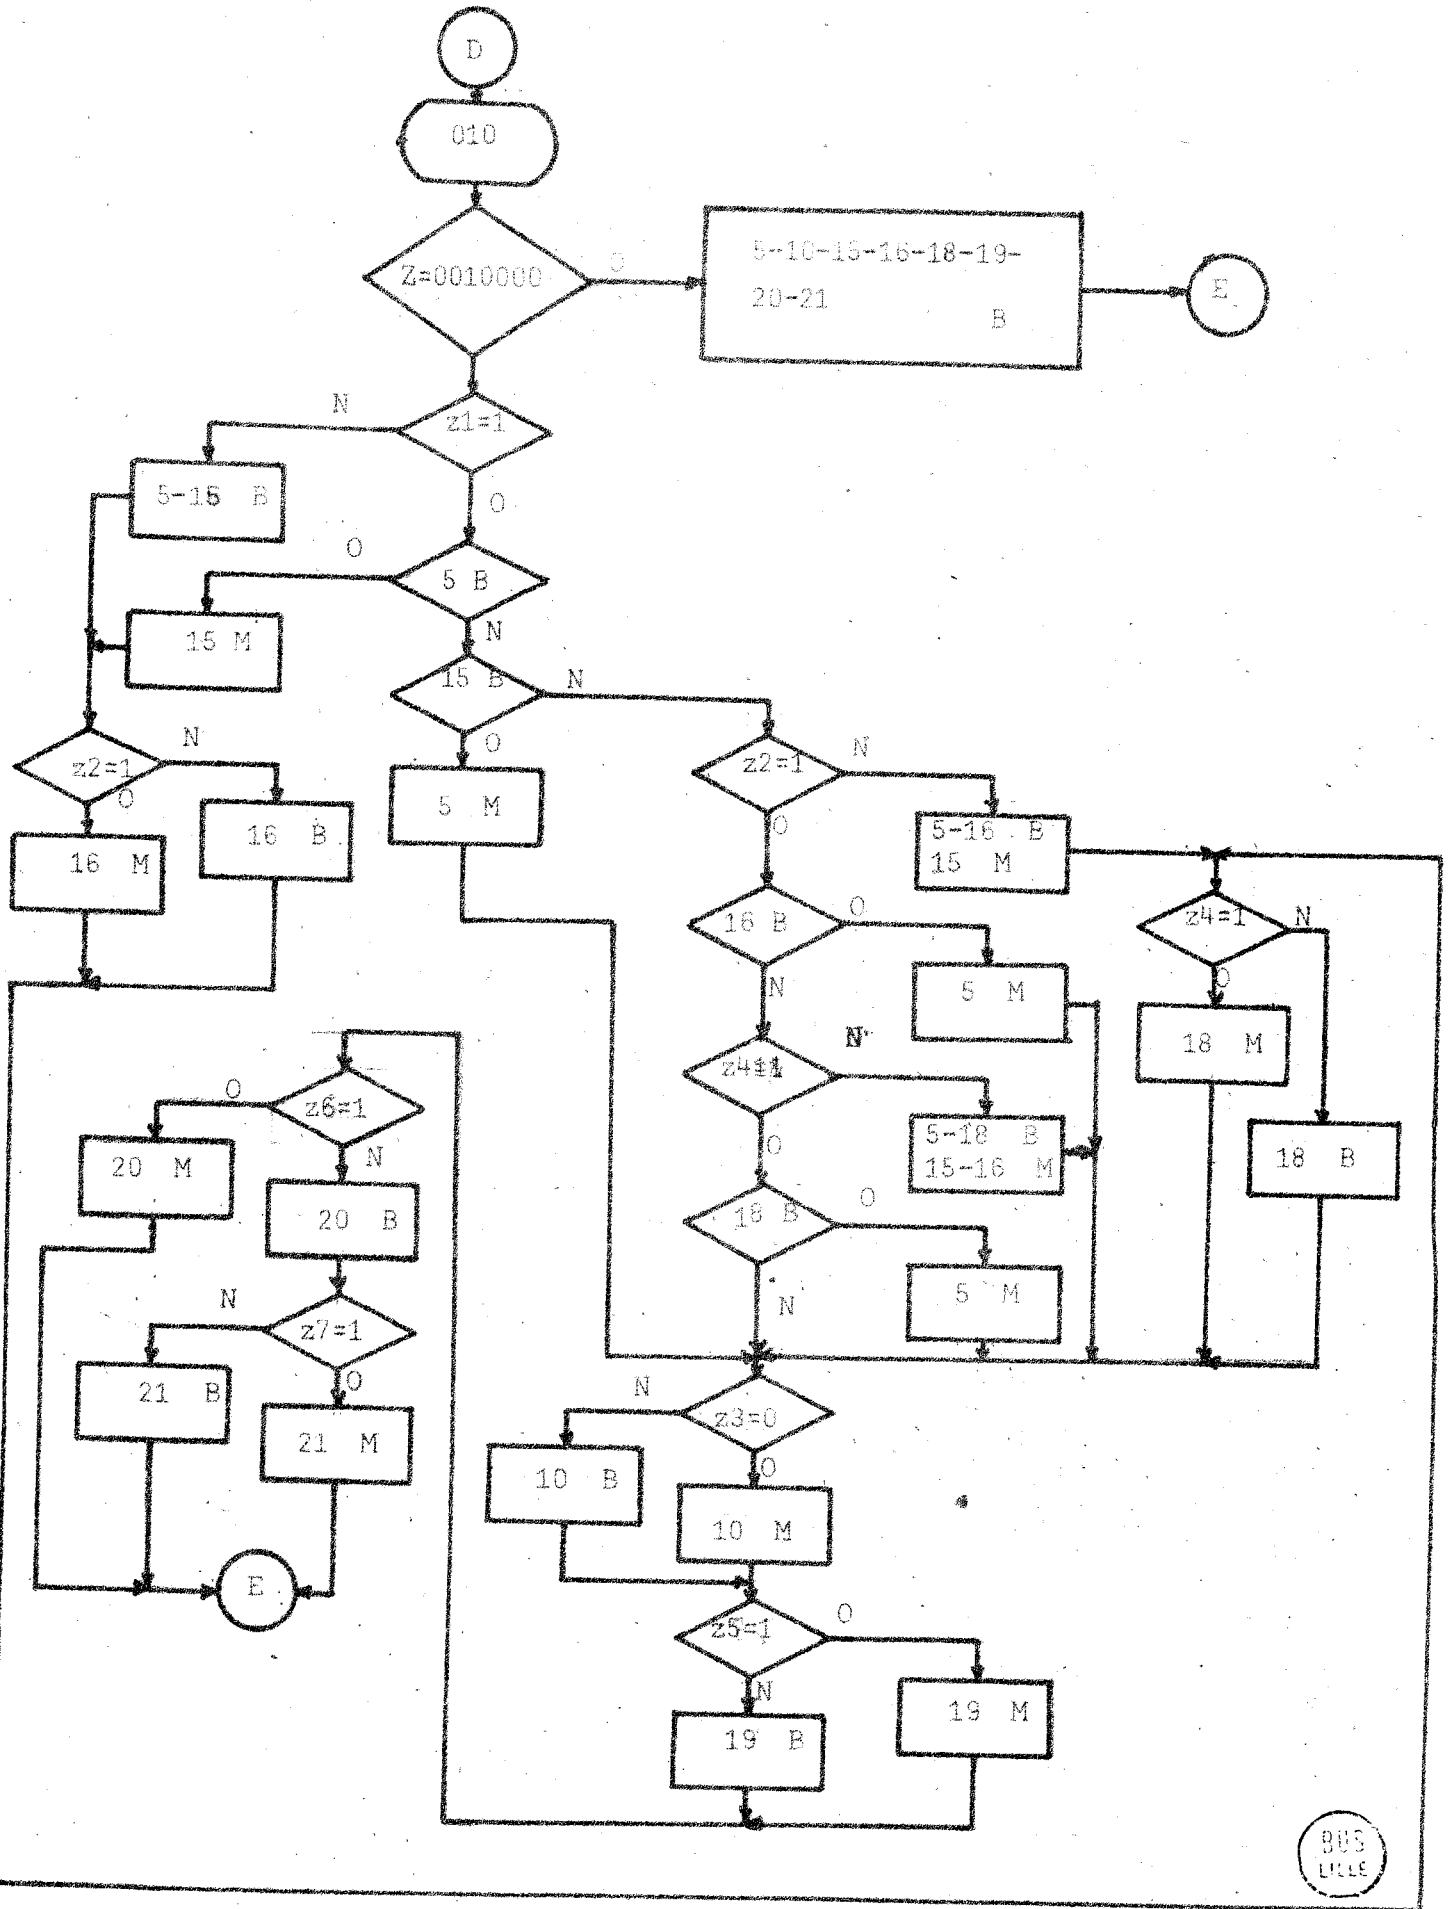 D
010
Z=0010000
O
5-10-15-16-18-19-
20-21
B
E
N
z1=1
O
5-15 B
O
5 B
N
15 M
15 B
N
O
z2=1
N
O
5 M
16 M
16 B
z2=1
N
O
5-16 B
15 M
16 B
O
N
5 M
z4=1
N
O
18 M
18 B
z4=1
N
O
5-18 B
15-16 M
18 B
O
N
5 M
z6=1
O
N
20 M
20 B
z7=1
N
O
21 B
21 M
E
z3=0
N
O
10 B
10 M
z5=1
O
N
19 B
19 M
BUS
LILLE